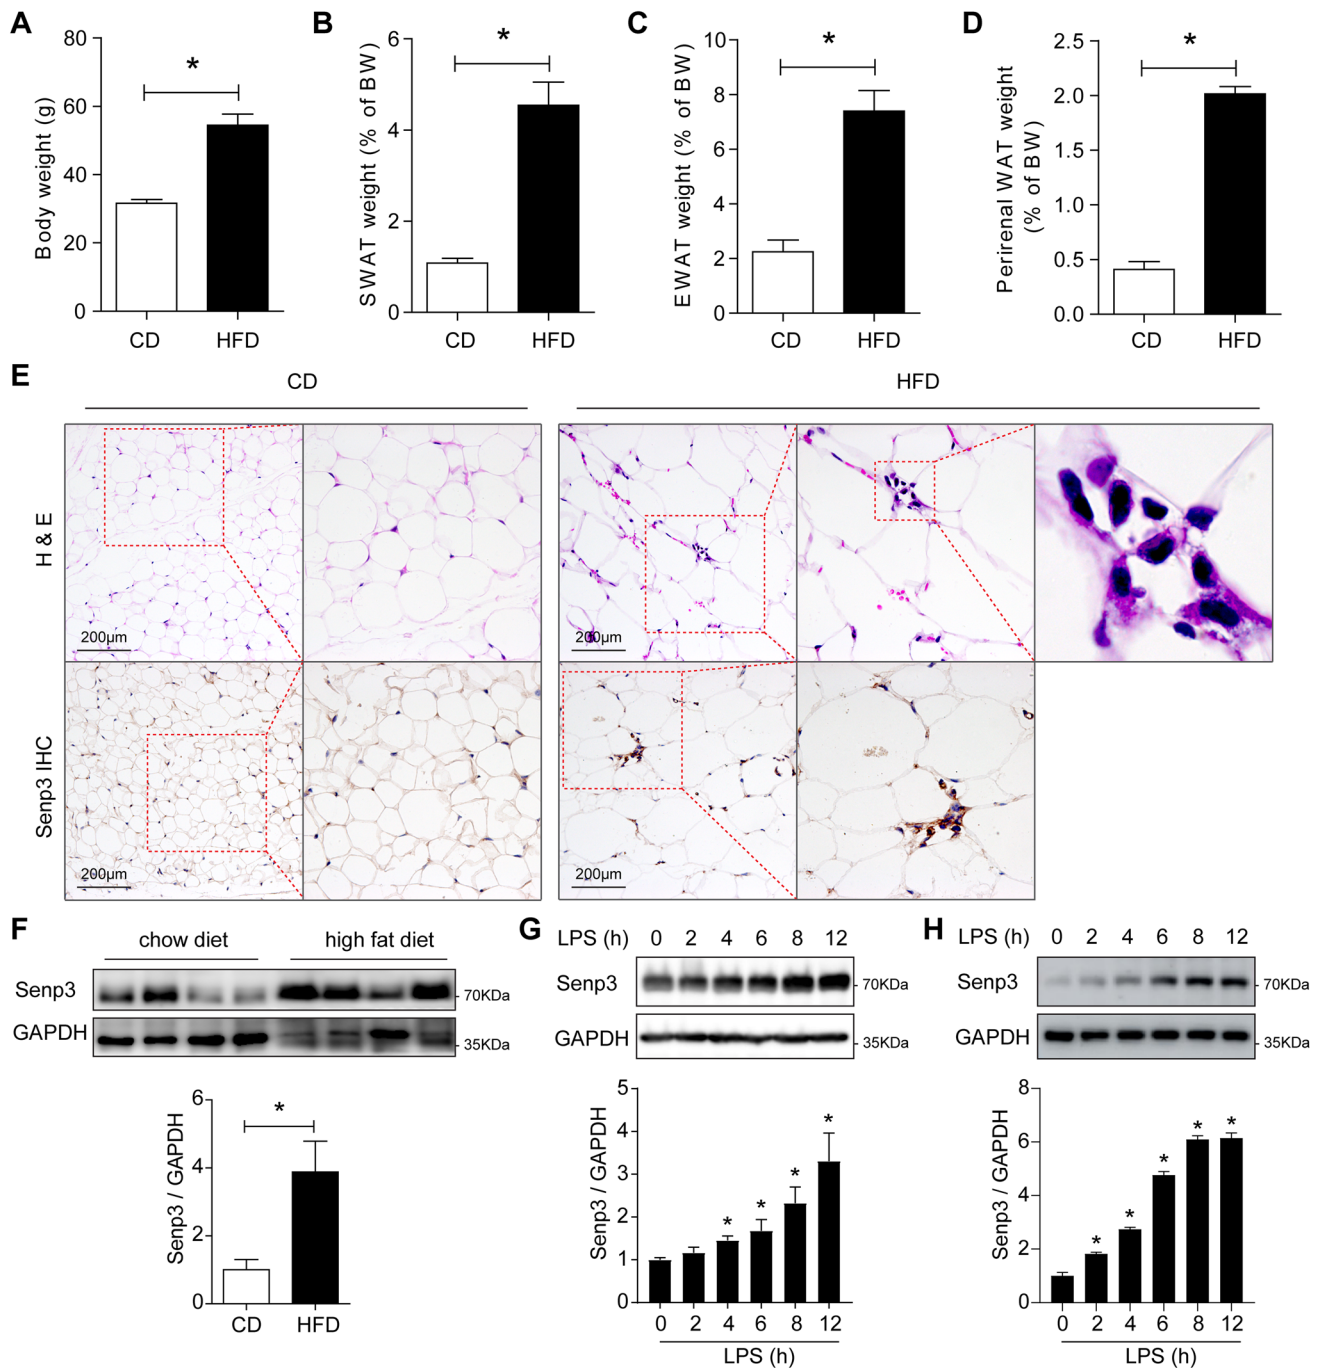 A
Body weight (g)
80
60
40
20
0
*
CD HFD
B
SWAT weight (% of BW)
6
4
2
0
*
CD HFD
C
EWAT weight (% of BW)
10
8
6
4
2
0
*
CD HFD
D
Perirenal WAT weight
(% of BW)
2.5
2.0
1.5
1.0
0.5
0.0
*
CD HFD
E
CD HFD
H & E
200μm
200μm
Senp3 IHC
200μm
200μm
F
chow diet high fat diet
Senp3
- 70KDa
GAPDH
- 35KDa
Senp3 / GAPDH
6
4
2
0
*
CD HFD
G
LPS (h) 0 2 4 6 8 12
Senp3
- 70KDa
GAPDH
- 35KDa
Senp3 / GAPDH
5
4
3
2
1
0
* * * *
0 2 4 6 8 12
LPS (h)
H
LPS (h) 0 2 4 6 8 12
Senp3
- 70KDa
GAPDH
- 35KDa
Senp3 / GAPDH
8
6
4
2
0
* * * * *
0 2 4 6 8 12
LPS (h)